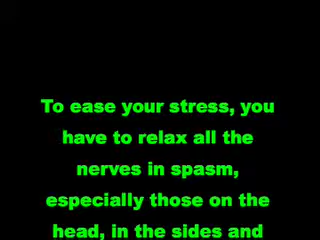 To ease your stress, you
have to relax all the
nerves in spasm,
especially those on the
head, in the sides and